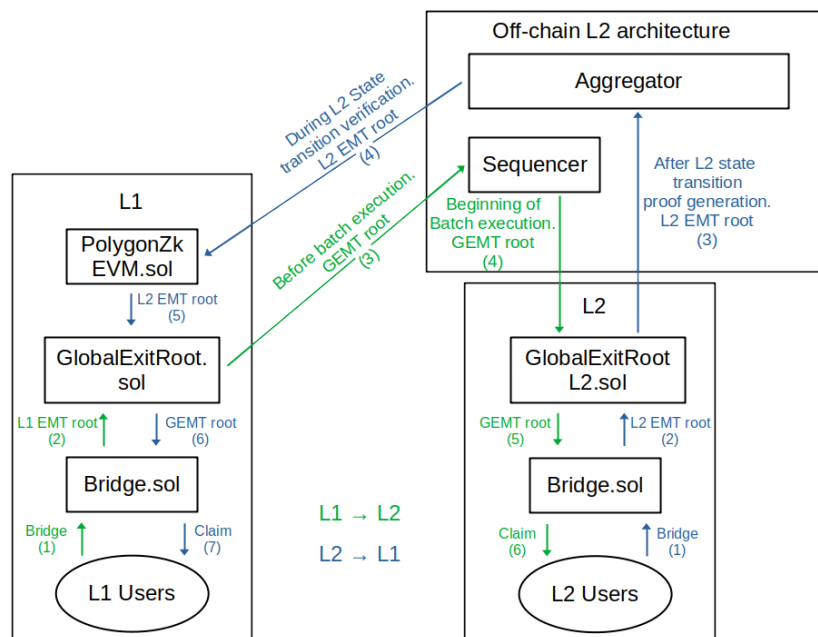 Off-chain L2 architecture
Aggregator
During L2 State
transition verification.
L2 EMT root
(4)
Sequencer
Before batch execution.
GEMT root
(3)
Beginning of
Batch execution.
GEMT root
(4)
After L2 state
transition
proof generation.
L2 EMT root
(3)
L1
PolygonZk
EVM.sol
L2 EMT root
(5)
GlobalExitRoot.
sol
L1 EMT root
(2)
GEMT root
(6)
Bridge.sol
Bridge
(1)
Claim
(7)
L1 Users
L1 → L2
L2 → L1
L2
GlobalExitRoot
L2.sol
GEMT root
(5)
L2 EMT root
(2)
Bridge.sol
Claim
(6)
Bridge
(1)
L2 Users